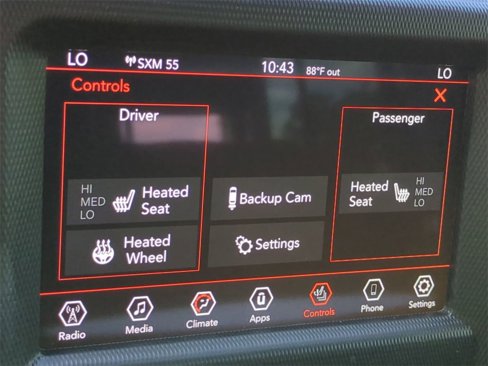 LO SXM 55 10:43 88°F out LO
Controls X
Driver
Passenger
HI
MED
LO
Heated
Seat
Backup Cam
Heated
Seat
HI
MED
LO
Heated
Wheel
Settings
Radio Media Climate Apps Controls Phone Settings